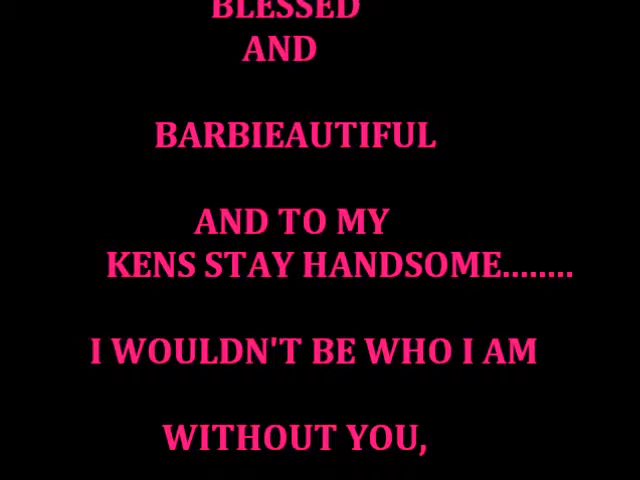 BLESSED
AND
BARBIEAUTIFUL
AND TO MY
KENS STAY HANDSOME........
I WOULDN'T BE WHO I AM
WITHOUT YOU,